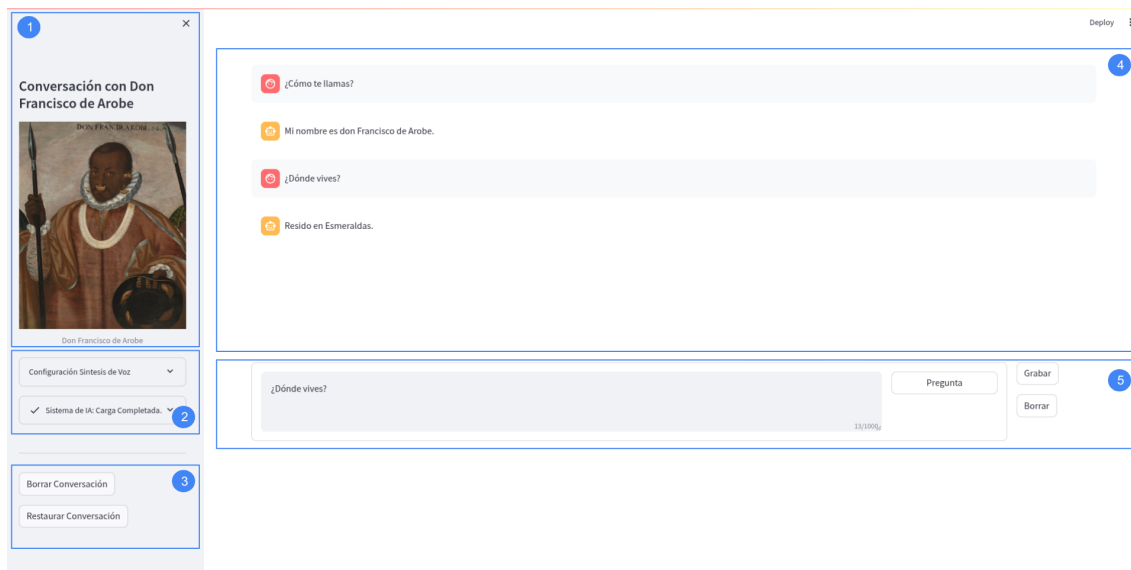 1
Conversación con Don
Francisco de Arobe
DON FRAN
Don Francisco de Arobe
Configuración Síntesis de Voz
Sistema de IA: Carga Completada.
2
Borrar Conversación
3
Restaurar Conversación
Deploy
4
¿Cómo te llamas?
Mi nombre es don Francisco de Arobe.
¿Dónde vives?
Resido en Esmeraldas.
¿Dónde vives?
13/1000
Pregunta
Grabar
Borrar
5